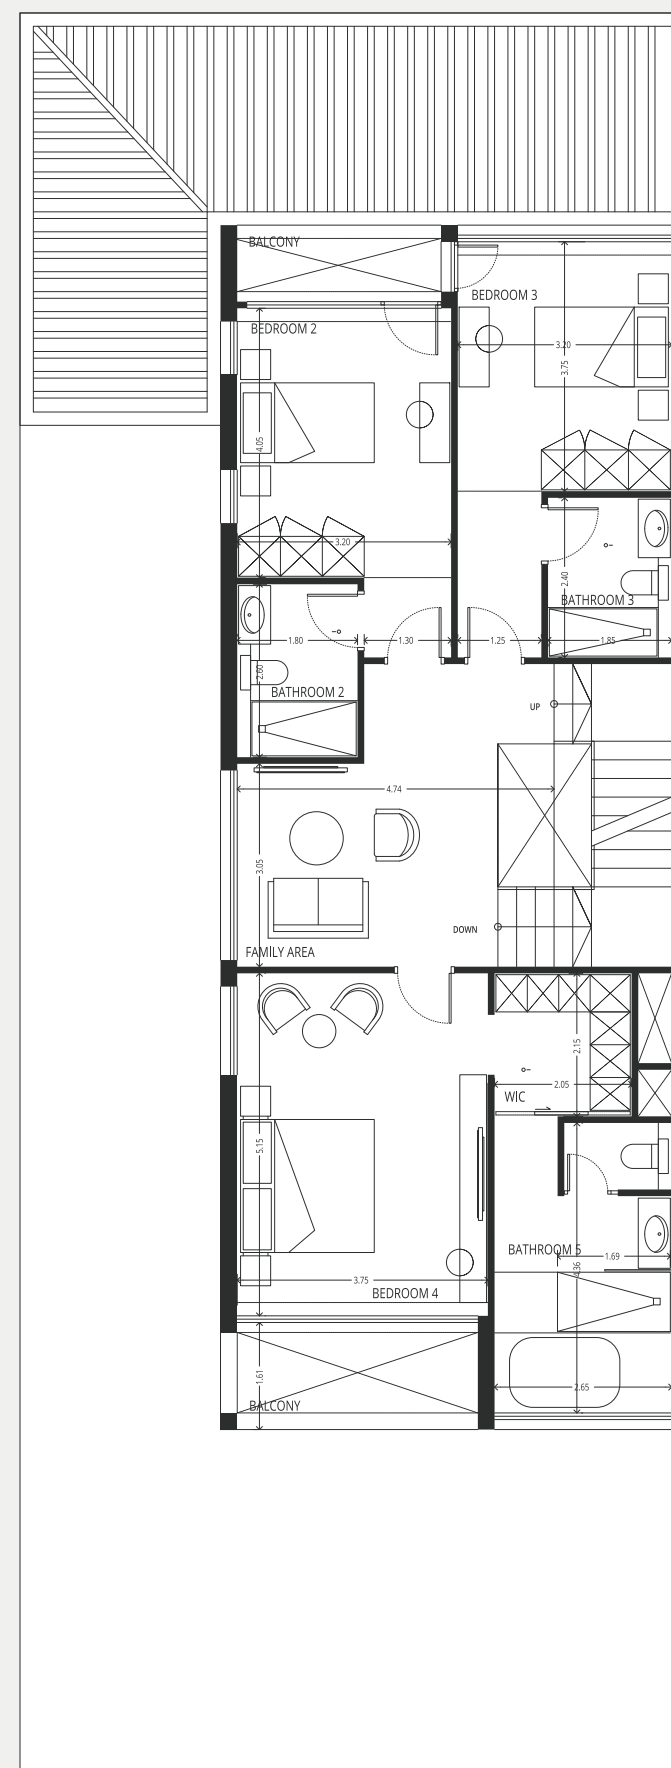 BALCONY
BEDROOM 3
BEDROOM 2
3.20
3.75
4.05
3.20
2.40
BATHROOM 3
1.80
1.30
1.25
1.85
2.60
BATHROOM 2
UP
4.74
3.05
DOWN
FAMILY AREA
2.15
2.05
WIC
5.15
BATHROOM 5
1.69
4.36
3.75
BEDROOM 4
1.61
2.65
BALCONY